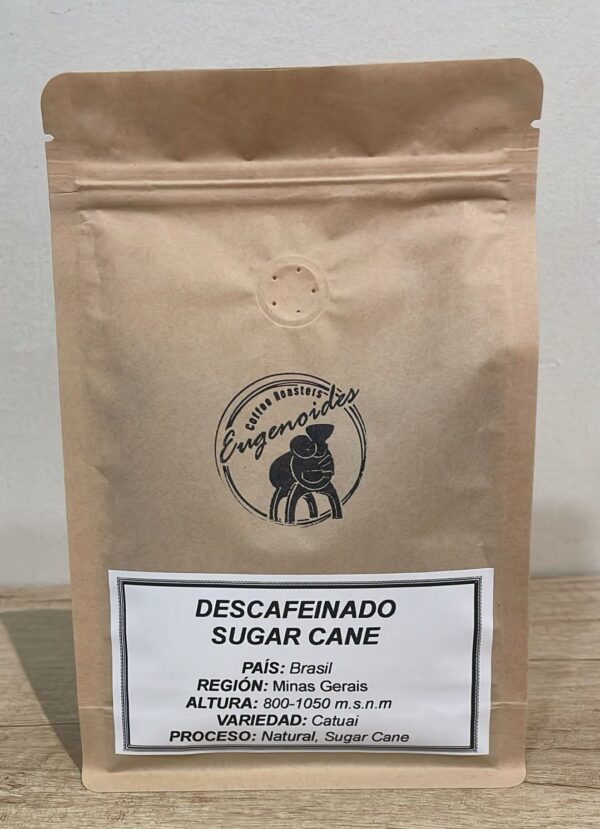 Coffee Roasters
Eugenoides
DESCAFEINADO
SUGAR CANE
PAÍS: Brasil
REGIÓN: Minas Gerais
ALTURA: 800-1050 m.s.n.m
VARIEDAD: Catuai
PROCESO: Natural, Sugar Cane